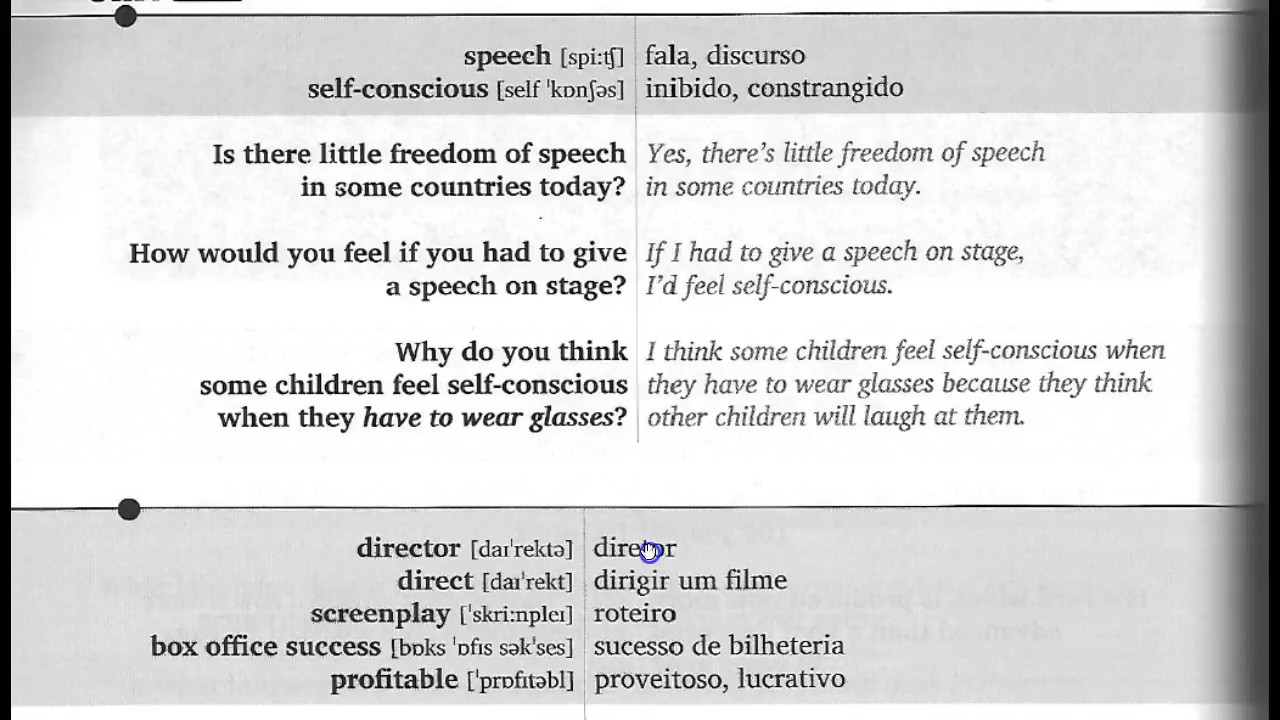 speech [spi:tʃ] fala, discurso
self-conscious [self ˈkɒnʃəs] inibido, constrangido
Is there little freedom of speech Yes, there's little freedom of speech
in some countries today? in some countries today.
How would you feel if you had to give If I had to give a speech on stage,
a speech on stage? I'd feel self-conscious.
Why do you think I think some children feel self-conscious when
some children feel self-conscious they have to wear glasses because they think
when they have to wear glasses? other children will laugh at them.
director [daɪˈrektə] diretor
direct [daɪˈrekt] dirigir um filme
screenplay [ˈskri:npleɪ] roteiro
box office success [bɒks ˈɒfɪs səkˈses] sucesso de bilheteria
profitable [ˈprɒfɪtəbl] proveitoso, lucrativo